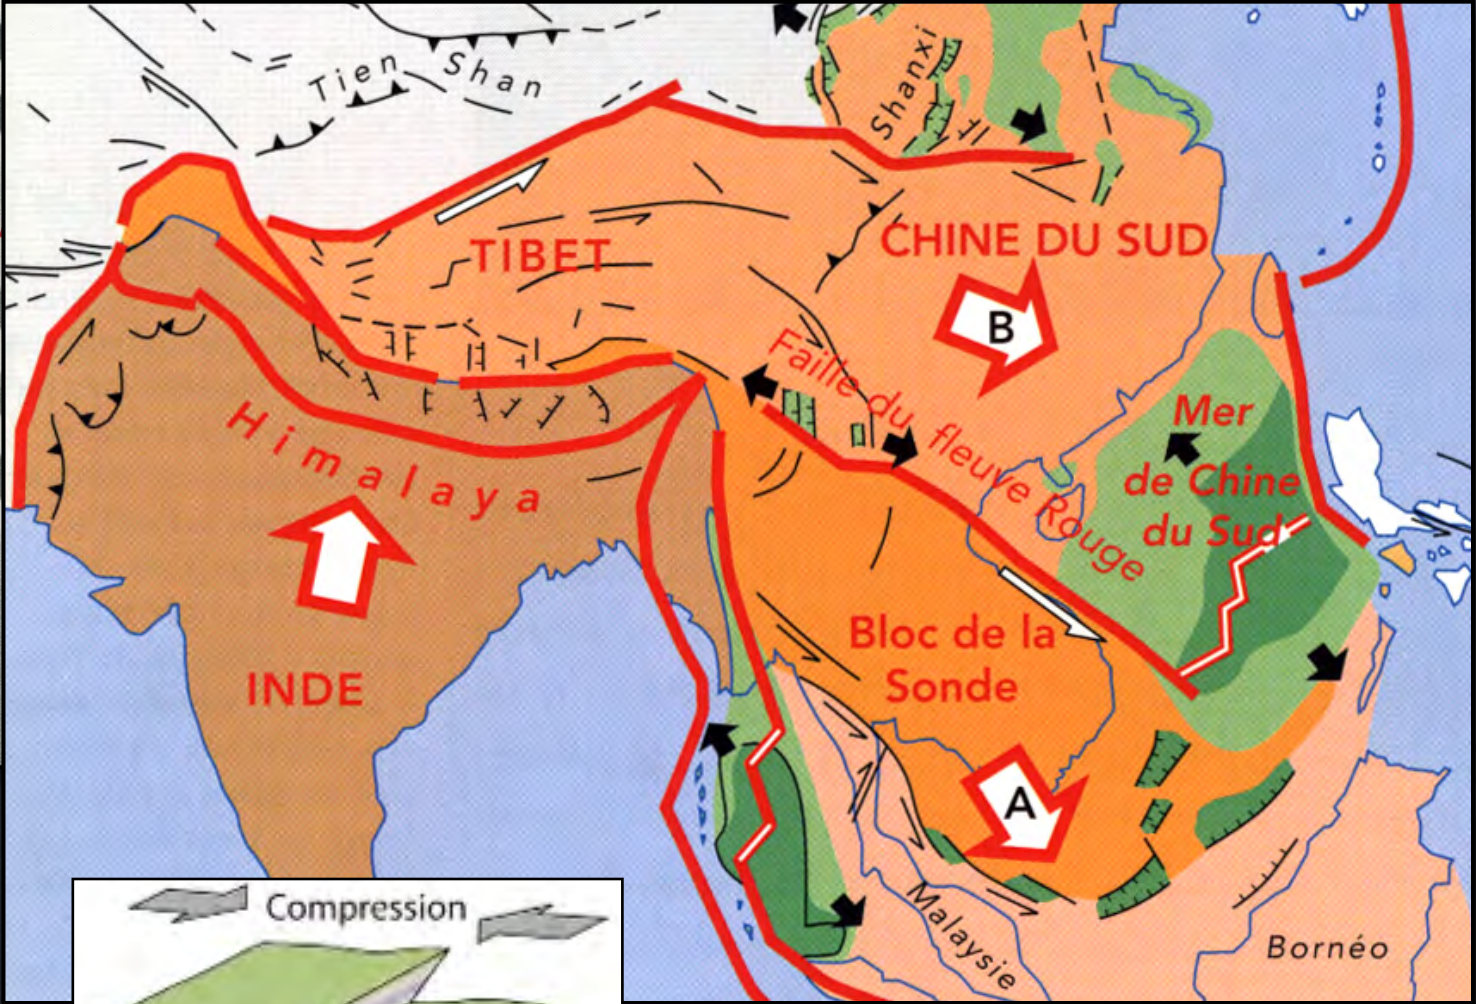 Tien Shan
Shanxi
TIBET
CHINE DU SUD
B
Faille du fleuve Rouge
Mer
de Chine
du Sud
Himalaya
INDE
Bloc de la
Sonde
A
Malaysie
Bornéo
Compression